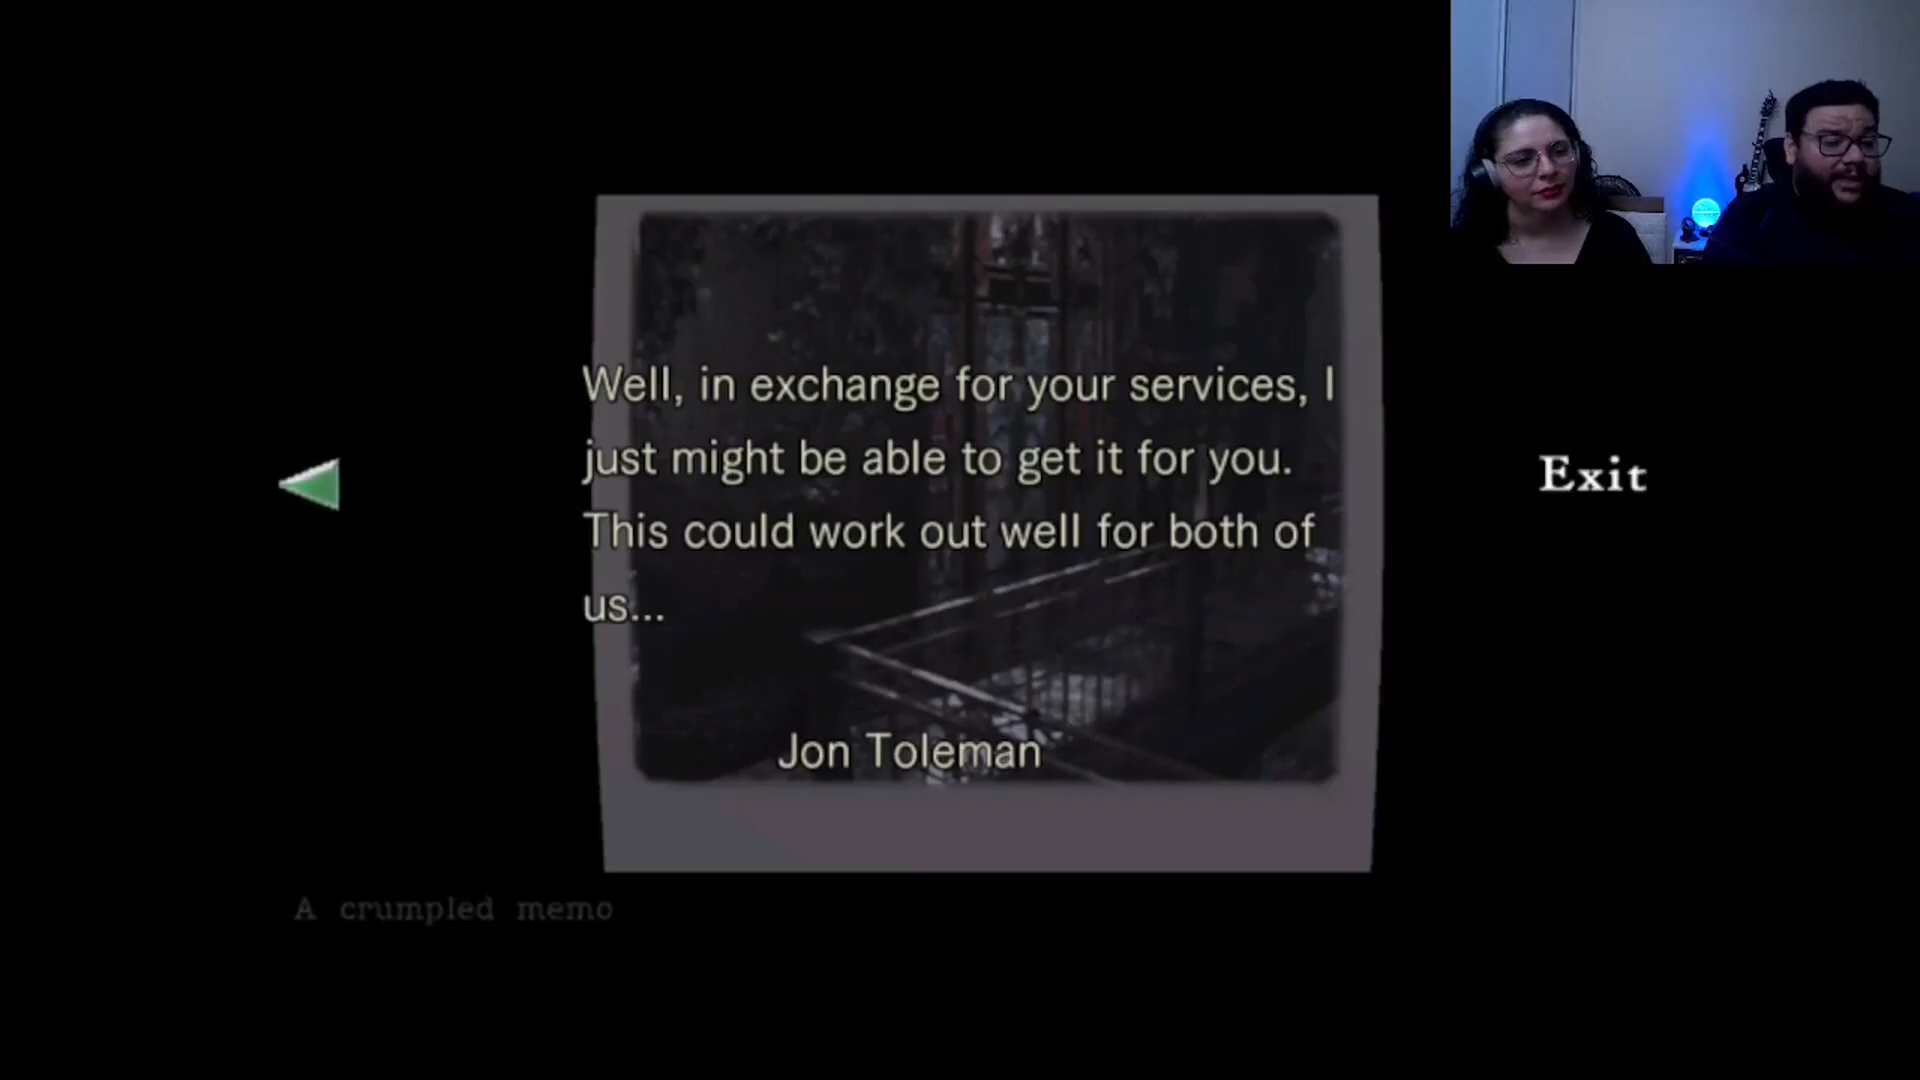 Well, in exchange for your services, I
just might be able to get it for you.
This could work out well for both of
us...
Jon Toleman
Exit
A crumpled memo